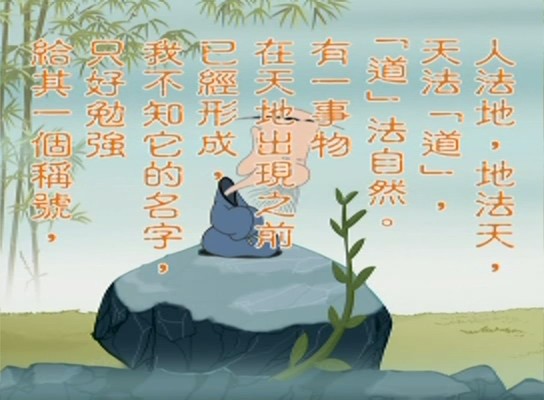 人法地，地法天，
天法「道」，
「道」法自然。
有一事物
在天地出現之前
已經形成，
我不知它的名字，
只好勉強
給其一個稱號，